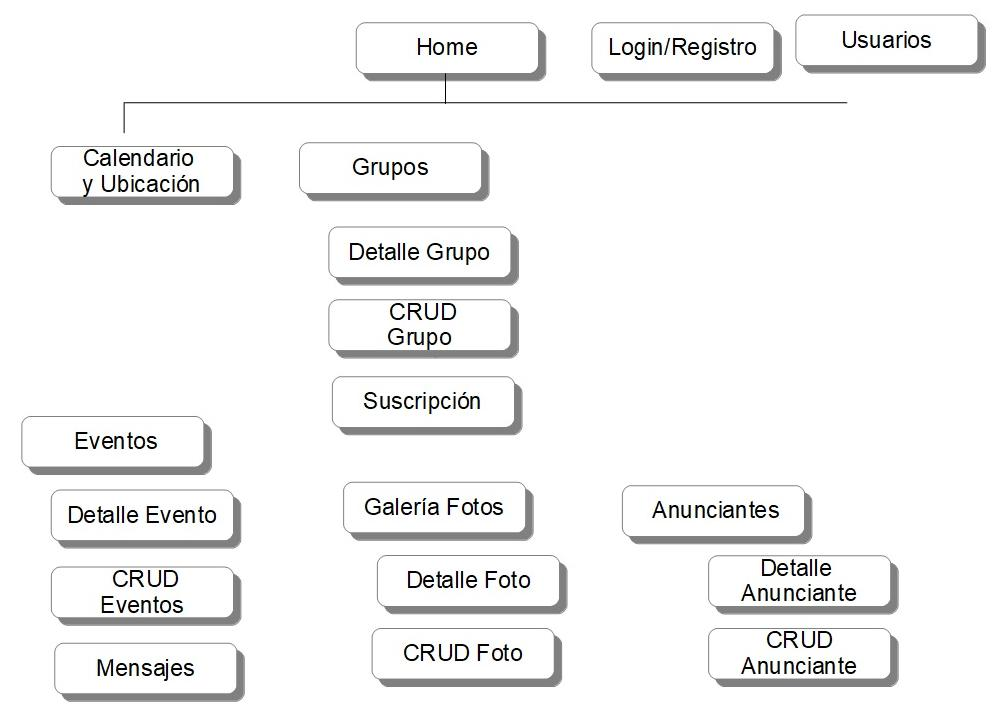 Home
Login/Registro
Usuarios
Calendario
y Ubicación
Grupos
Detalle Grupo
CRUD
Grupo
Suscripción
Eventos
Detalle Evento
CRUD
Eventos
Mensajes
Galería Fotos
Detalle Foto
CRUD Foto
Anunciantes
Detalle
Anunciante
CRUD
Anunciante